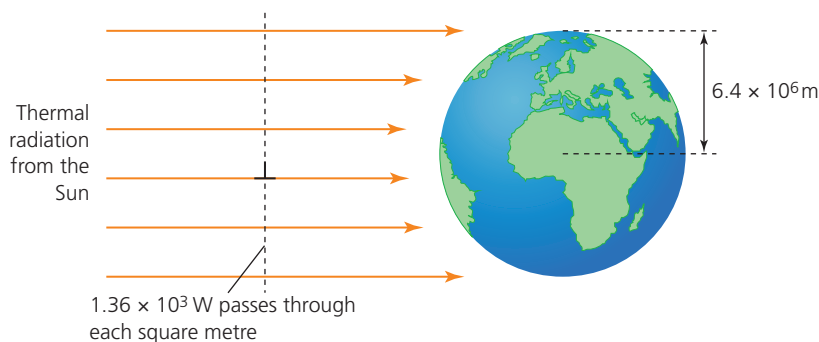 Thermal
radiation
from the
Sun
6.4 × 10⁶ m
1.36 × 10³ W passes through
each square metre